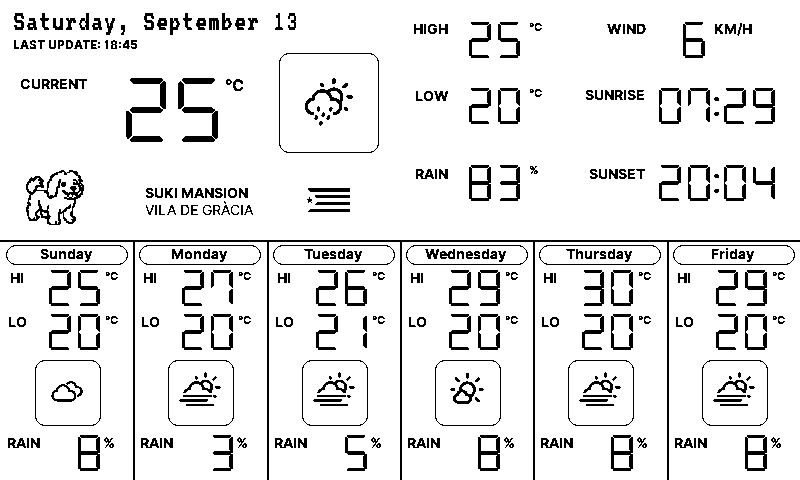 Saturday, September 13
LAST UPDATE: 18:45
CURRENT 25 °C
SUKI MANSION
VILA DE GRÀCIA
HIGH 25 °C
LOW 20 °C
RAIN 83 %
WIND 6 KM/H
SUNRISE 07:29
SUNSET 20:04
Sunday
HI 25 °C
LO 20 °C
RAIN 8 %
Monday
HI 27 °C
LO 20 °C
RAIN 3 %
Tuesday
HI 26 °C
LO 21 °C
RAIN 5 %
Wednesday
HI 29 °C
LO 20 °C
RAIN 8 %
Thursday
HI 30 °C
LO 20 °C
RAIN 8 %
Friday
HI 29 °C
LO 20 °C
RAIN 8 %